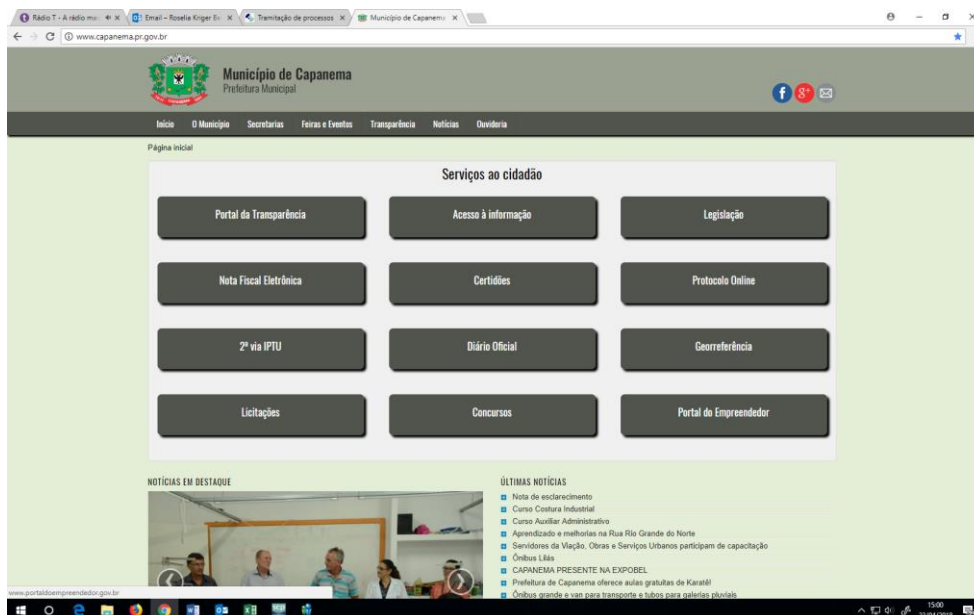 Rádio T - A rádio mu
Email – Roselia Kriger
Tramitação de processos
Município de Capanema
www.capanema.pr.gov.br
Município de Capanema
Prefeitura Municipal
Início O Município Secretarias Feiras e Eventos Transparência Notícias Ouvidoria
Página inicial
Serviços ao cidadão
Portal da Transparência Acesso à informação Legislação
Nota Fiscal Eletrônica Certidões Protocolo Online
2ª via IPTU Diário Oficial Georreferência
Licitações Concursos Portal do Empreendedor
NOTÍCIAS EM DESTAQUE
ÚLTIMAS NOTÍCIAS
Nota de esclarecimento
Curso Costura Industrial
Curso Auxiliar Administrativo
Aprendizado e melhorias na Rua Rio Grande do Norte
Servidores da Viação, Obras e Serviços Urbanos participam de capacitação
Ônibus Lilás
CAPANEMA PRESENTE NA EXPOBEL
Prefeitura de Capanema oferece aulas gratuitas de Karatê!
Ônibus grande e van para transporte e tubos para galerias pluviais
www.portaldoempreendedor.gov.br
15:00